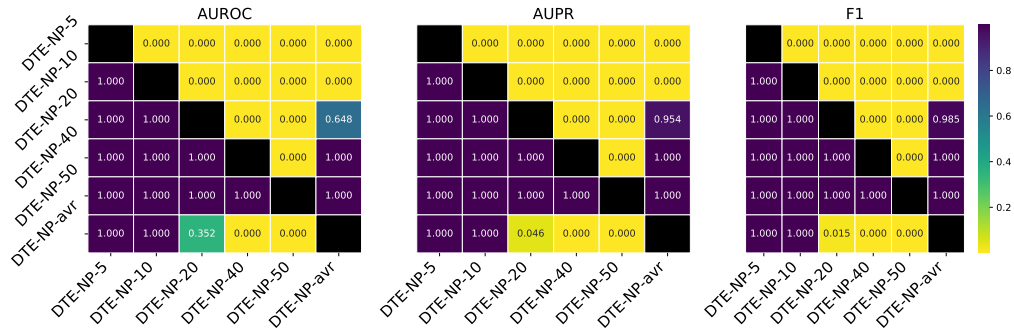 AUROC
AUPR
F1
DTE-NP-5
0.000 0.000 0.000 0.000 0.000
0.000 0.000 0.000 0.000 0.000
0.000 0.000 0.000 0.000 0.000
DTE-NP-10
1.000 0.000 0.000 0.000 0.000
1.000 0.000 0.000 0.000 0.000
1.000 0.000 0.000 0.000 0.000
DTE-NP-20
1.000 1.000 0.000 0.000 0.648
1.000 1.000 0.000 0.000 0.954
1.000 1.000 0.000 0.000 0.985
DTE-NP-40
1.000 1.000 1.000 0.000 1.000
1.000 1.000 1.000 0.000 1.000
1.000 1.000 1.000 0.000 1.000
DTE-NP-50
1.000 1.000 1.000 1.000 1.000
1.000 1.000 1.000 1.000 1.000
1.000 1.000 1.000 1.000 1.000
DTE-NP-avr
1.000 1.000 0.352 0.000 0.000
1.000 1.000 0.046 0.000 0.000
1.000 1.000 0.015 0.000 0.000
DTE-NP-5 DTE-NP-10 DTE-NP-20 DTE-NP-40 DTE-NP-50 DTE-NP-avr
DTE-NP-5 DTE-NP-10 DTE-NP-20 DTE-NP-40 DTE-NP-50 DTE-NP-avr
DTE-NP-5 DTE-NP-10 DTE-NP-20 DTE-NP-40 DTE-NP-50 DTE-NP-avr
0.8
0.6
0.4
0.2